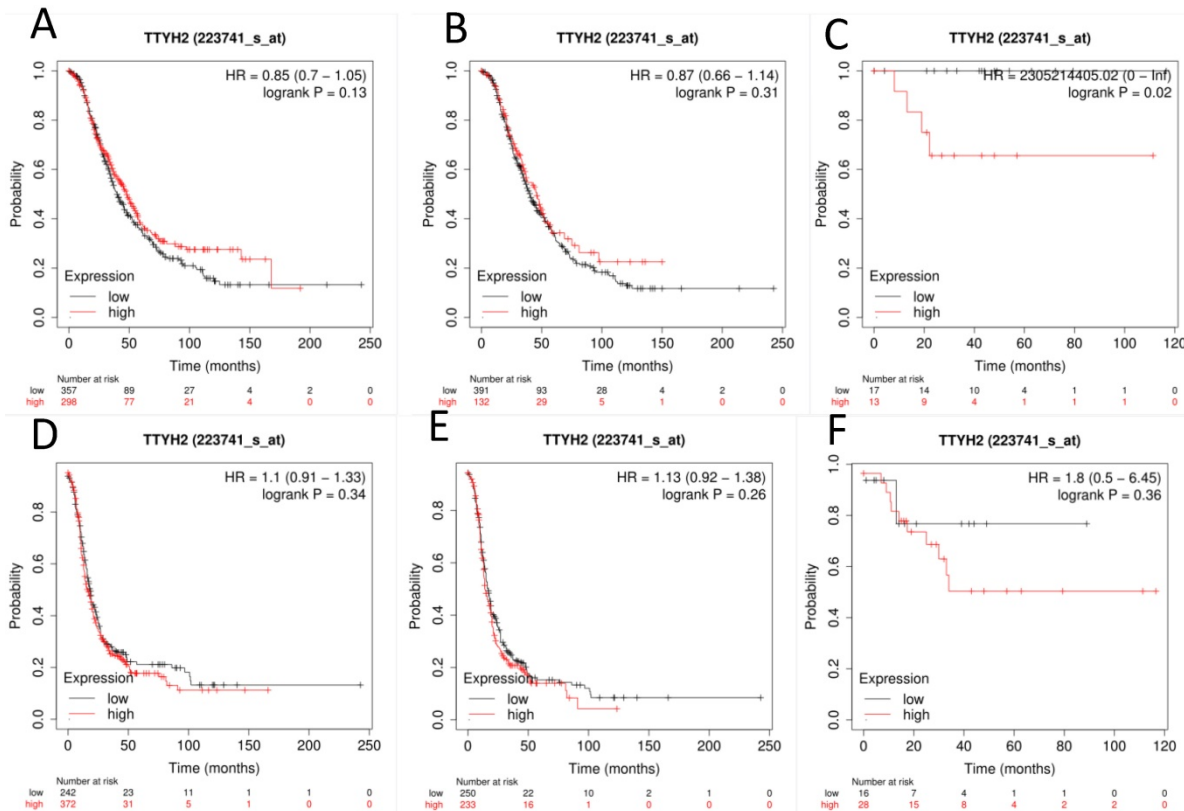 A
TTYH2 (223741_s_at)
HR = 0.85 (0.7 − 1.05)
logrank P = 0.13
Probability
1.0
0.8
0.6
0.4
0.2
0.0
Expression
low
high
0 50 100 150 200 250
Time (months)
Number at risk
low 357 89 27 4 2 0
high 298 77 21 4 0 0
B
TTYH2 (223741_s_at)
HR = 0.87 (0.66 − 1.14)
logrank P = 0.31
Probability
1.0
0.8
0.6
0.4
0.2
0.0
Expression
low
high
0 50 100 150 200 250
Time (months)
Number at risk
low 391 93 28 4 2 0
high 132 29 5 1 0 0
C
TTYH2 (223741_s_at)
HR = 2305214405.02 (0 − Inf)
logrank P = 0.02
Probability
1.0
0.8
0.6
0.4
0.2
0.0
Expression
low
high
0 20 40 60 80 100 120
Time (months)
Number at risk
low 17 14 10 4 1 1 0
high 13 9 4 1 1 1 0
D
TTYH2 (223741_s_at)
HR = 1.1 (0.91 − 1.33)
logrank P = 0.34
Probability
0.8
0.6
0.4
0.2
0.0
Expression
low
high
0 50 100 150 200 250
Time (months)
Number at risk
low 242 23 11 1 1 0
high 372 31 5 1 0 0
E
TTYH2 (223741_s_at)
HR = 1.13 (0.92 − 1.38)
logrank P = 0.26
Probability
0.8
0.6
0.4
0.2
0.0
Expression
low
high
0 50 100 150 200 250
Time (months)
Number at risk
low 250 22 10 2 1 0
high 233 16 1 0 0 0
F
TTYH2 (223741_s_at)
HR = 1.8 (0.5 − 6.45)
logrank P = 0.36
Probability
1.0
0.8
0.6
0.4
0.2
0.0
Expression
low
high
0 20 40 60 80 100 120
Time (months)
Number at risk
low 16 7 4 1 1 0 0
high 28 15 8 4 2 2 0